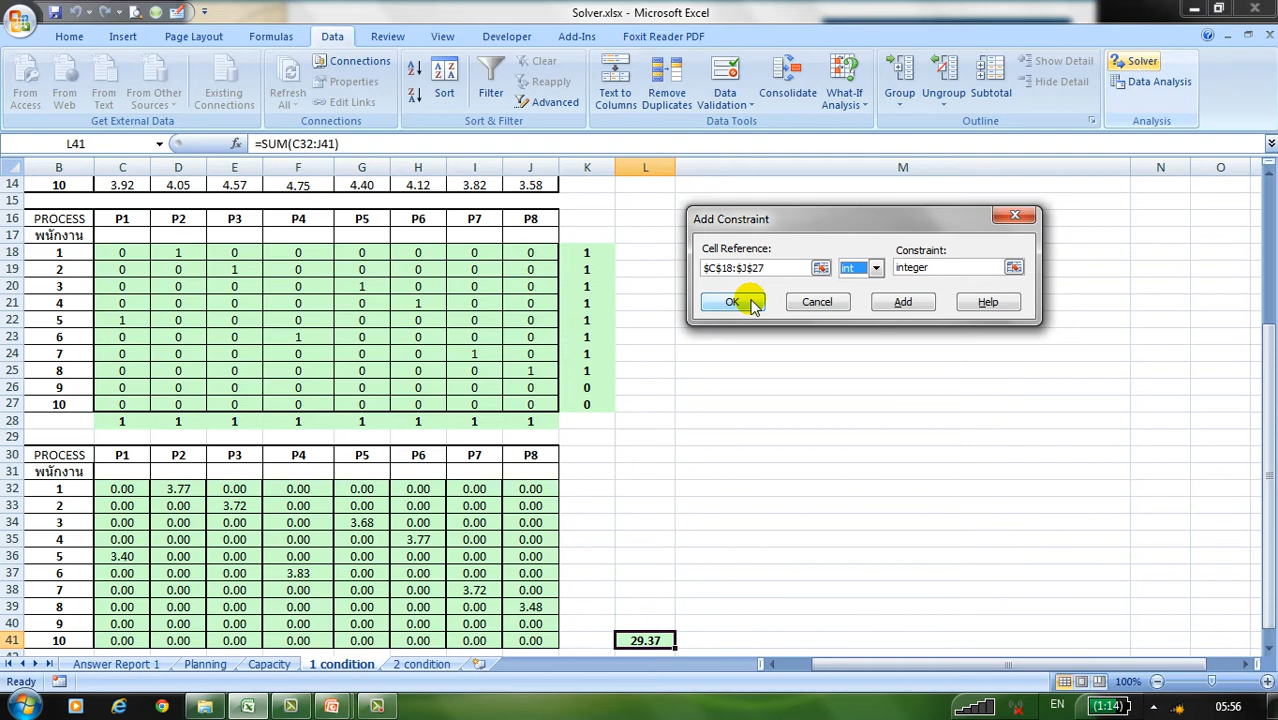 Solver.xlsx - Microsoft Excel
Home Insert Page Layout Formulas Data Review View Developer Add-Ins Foxit Reader PDF
From Access
From Web
From Text
From Other Sources
Existing Connections
Get External Data
Refresh All
Connections
Properties
Edit Links
Connections
Sort
Filter
Clear
Reapply
Advanced
Sort & Filter
Text to Columns
Remove Duplicates
Data Validation
Consolidate
What-If Analysis
Data Tools
Group
Ungroup
Subtotal
Show Detail
Hide Detail
Outline
Solver
Data Analysis
Analysis
L41 fx =SUM(C32:J41)
B C D E F G H I J K L M N O
14 10 3.92 4.05 4.57 4.75 4.40 4.12 3.82 3.58
15
16 PROCESS P1 P2 P3 P4 P5 P6 P7 P8
17 พนักงาน
18 1 0 1 0 0 0 0 0 0 1
19 2 0 0 1 0 0 0 0 0 1
20 3 0 0 0 0 1 0 0 0 1
21 4 0 0 0 0 0 1 0 0 1
22 5 1 0 0 0 0 0 0 0 1
23 6 0 0 0 1 0 0 0 0 1
24 7 0 0 0 0 0 0 1 0 1
25 8 0 0 0 0 0 0 0 1 1
26 9 0 0 0 0 0 0 0 0 0
27 10 0 0 0 0 0 0 0 0 0
28 1 1 1 1 1 1 1 1
29
30 PROCESS P1 P2 P3 P4 P5 P6 P7 P8
31 พนักงาน
32 1 0.00 3.77 0.00 0.00 0.00 0.00 0.00 0.00
33 2 0.00 0.00 3.72 0.00 0.00 0.00 0.00 0.00
34 3 0.00 0.00 0.00 0.00 3.68 0.00 0.00 0.00
35 4 0.00 0.00 0.00 0.00 0.00 3.77 0.00 0.00
36 5 3.40 0.00 0.00 0.00 0.00 0.00 0.00 0.00
37 6 0.00 0.00 0.00 3.83 0.00 0.00 0.00 0.00
38 7 0.00 0.00 0.00 0.00 0.00 0.00 3.72 0.00
39 8 0.00 0.00 0.00 0.00 0.00 0.00 0.00 3.48
40 9 0.00 0.00 0.00 0.00 0.00 0.00 0.00 0.00
41 10 0.00 0.00 0.00 0.00 0.00 0.00 0.00 0.00 29.37
Add Constraint
Cell Reference: Constraint:
$C$18:$J$27 int integer
OK Cancel Add Help
Answer Report 1 Planning Capacity 1 condition 2 condition
Ready 100%
EN (1:14) 05:56